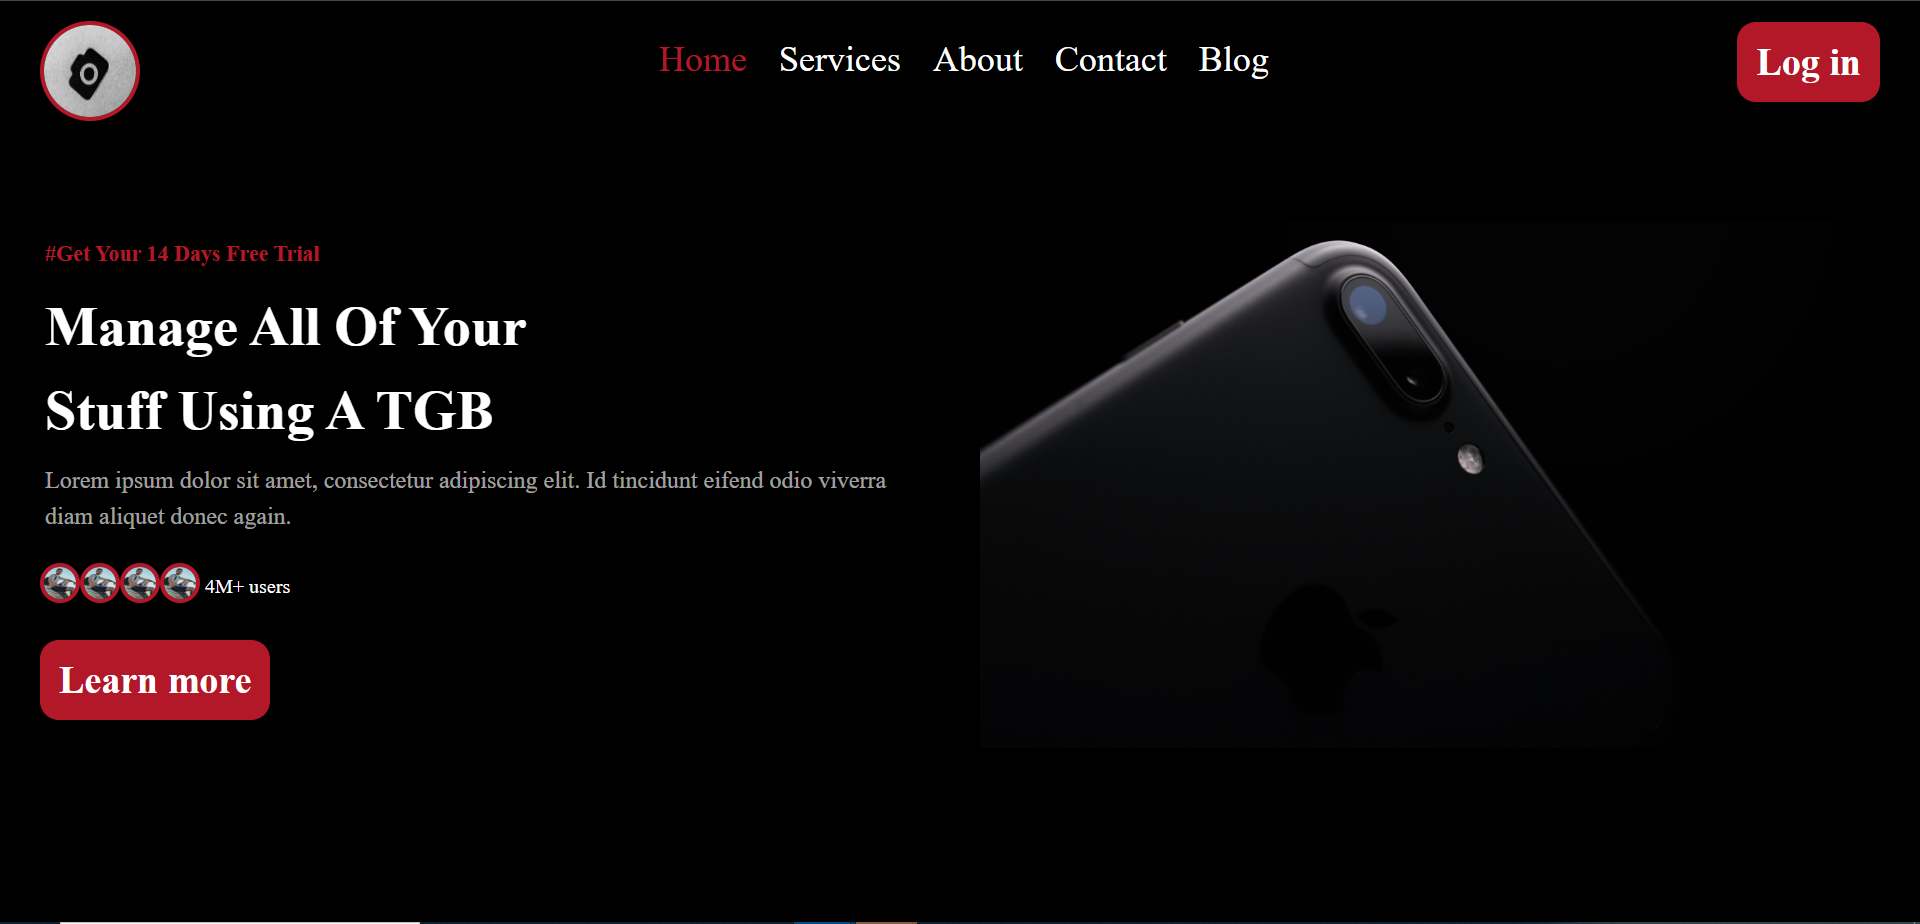 Home Services About Contact Blog
Log in
#Get Your 14 Days Free Trial
Manage All Of Your
Stuff Using A TGB
Lorem ipsum dolor sit amet, consectetur adipiscing elit. Id tincidunt eifend odio viverra
diam aliquet donec again.
4M+ users
Learn more